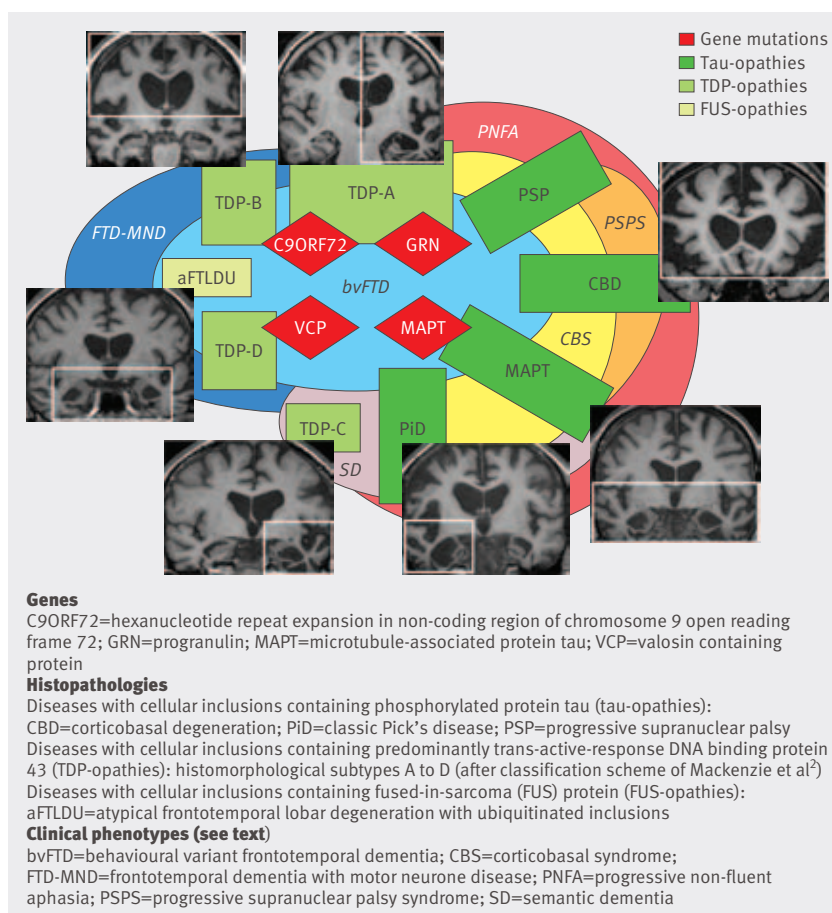 Gene mutations
Tau-opathies
TDP-opathies
FUS-opathies
PNFA
TDP-A
PSP
TDP-B
PSPS
FTD-MND
C9ORF72
GRN
aFTLDU
bvFTD
CBD
VCP
MAPT
CBS
TDP-D
MAPT
TDP-C
PiD
SD
Genes
C9ORF72=hexanucleotide repeat expansion in non-coding region of chromosome 9 open reading
frame 72; GRN=progranulin; MAPT=microtubule-associated protein tau; VCP=valosin containing
protein
Histopathologies
Diseases with cellular inclusions containing phosphorylated protein tau (tau-opathies):
CBD=corticobasal degeneration; PiD=classic Pick's disease; PSP=progressive supranuclear palsy
Diseases with cellular inclusions containing predominantly trans-active-response DNA binding protein
43 (TDP-opathies): histomorphological subtypes A to D (after classification scheme of Mackenzie et al²)
Diseases with cellular inclusions containing fused-in-sarcoma (FUS) protein (FUS-opathies):
aFTLDU=atypical frontotemporal lobar degeneration with ubiquitinated inclusions
Clinical phenotypes (see text)
bvFTD=behavioural variant frontotemporal dementia; CBS=corticobasal syndrome;
FTD-MND=frontotemporal dementia with motor neurone disease; PNFA=progressive non-fluent
aphasia; PSPS=progressive supranuclear palsy syndrome; SD=semantic dementia